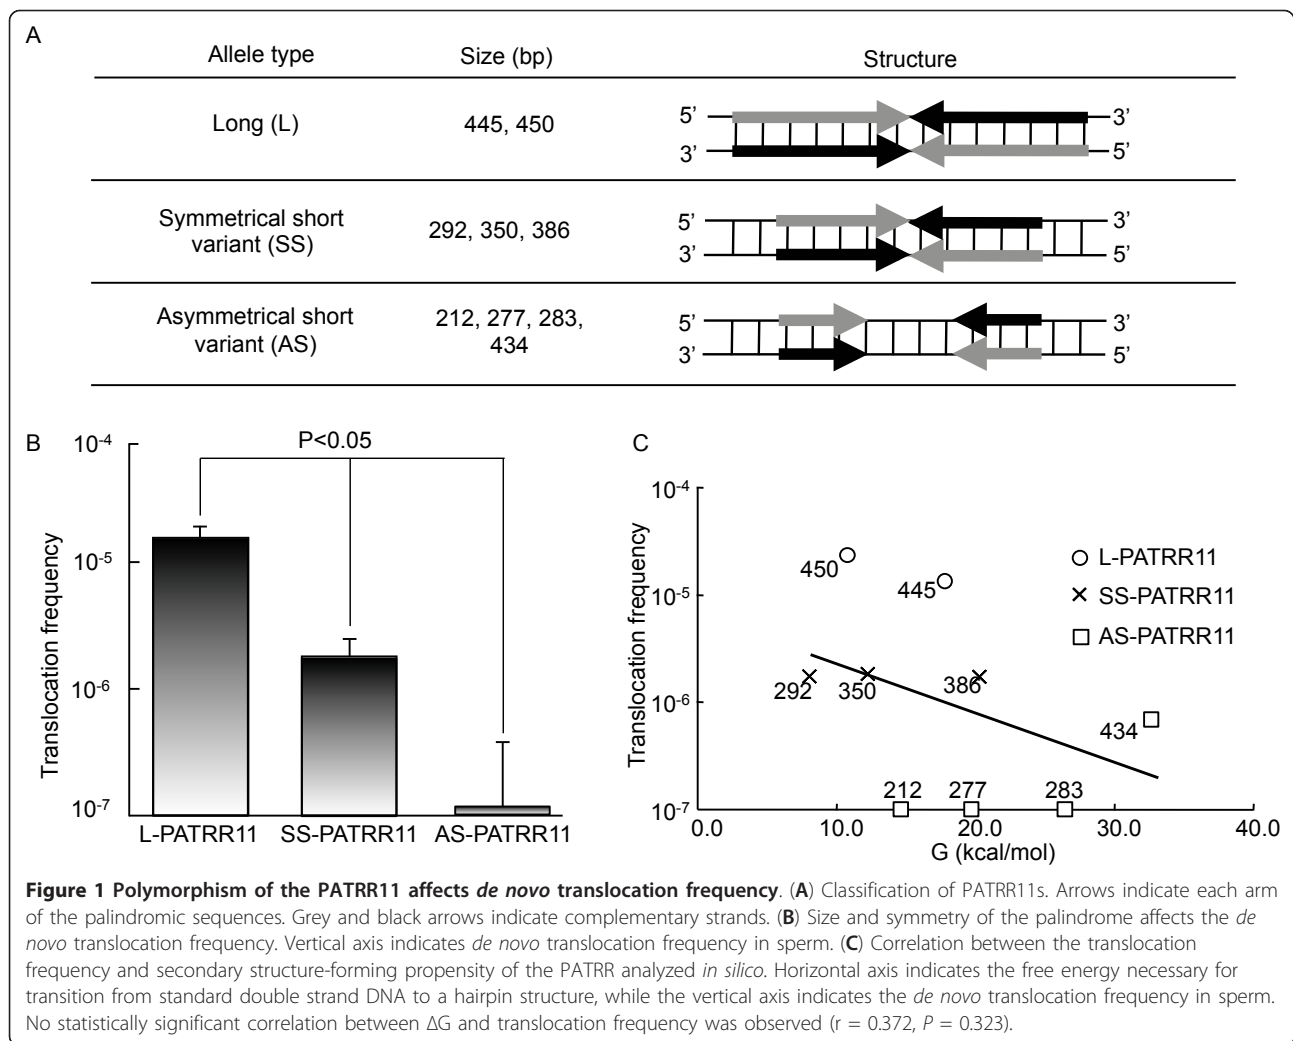 A
Allele type Size (bp) Structure
Long (L) 445, 450
5’ 3’
3’ 5’
Symmetrical short
variant (SS)
292, 350, 386
5’ 3’
3’ 5’
Asymmetrical short
variant (AS)
212, 277, 283,
434
5’ 3’
3’ 5’
B
P<0.05
Translocation frequency
10-4
10-5
10-6
10-7
L-PATRR11 SS-PATRR11 AS-PATRR11
C
Translocation frequency
10-4
10-5
10-6
10-7
450
445
292
350
386
434
212
277
283
L-PATRR11
SS-PATRR11
AS-PATRR11
0.0 10.0 20.0 30.0 40.0
G (kcal/mol)
Figure 1 Polymorphism of the PATRR11 affects de novo translocation frequency. (A) Classification of PATRR11s. Arrows indicate each arm
of the palindromic sequences. Grey and black arrows indicate complementary strands. (B) Size and symmetry of the palindrome affects the de
novo translocation frequency. Vertical axis indicates de novo translocation frequency in sperm. (C) Correlation between the translocation
frequency and secondary structure-forming propensity of the PATRR analyzed in silico. Horizontal axis indicates the free energy necessary for
transition from standard double strand DNA to a hairpin structure, while the vertical axis indicates the de novo translocation frequency in sperm.
No statistically significant correlation between ΔG and translocation frequency was observed (r = 0.372, P = 0.323).